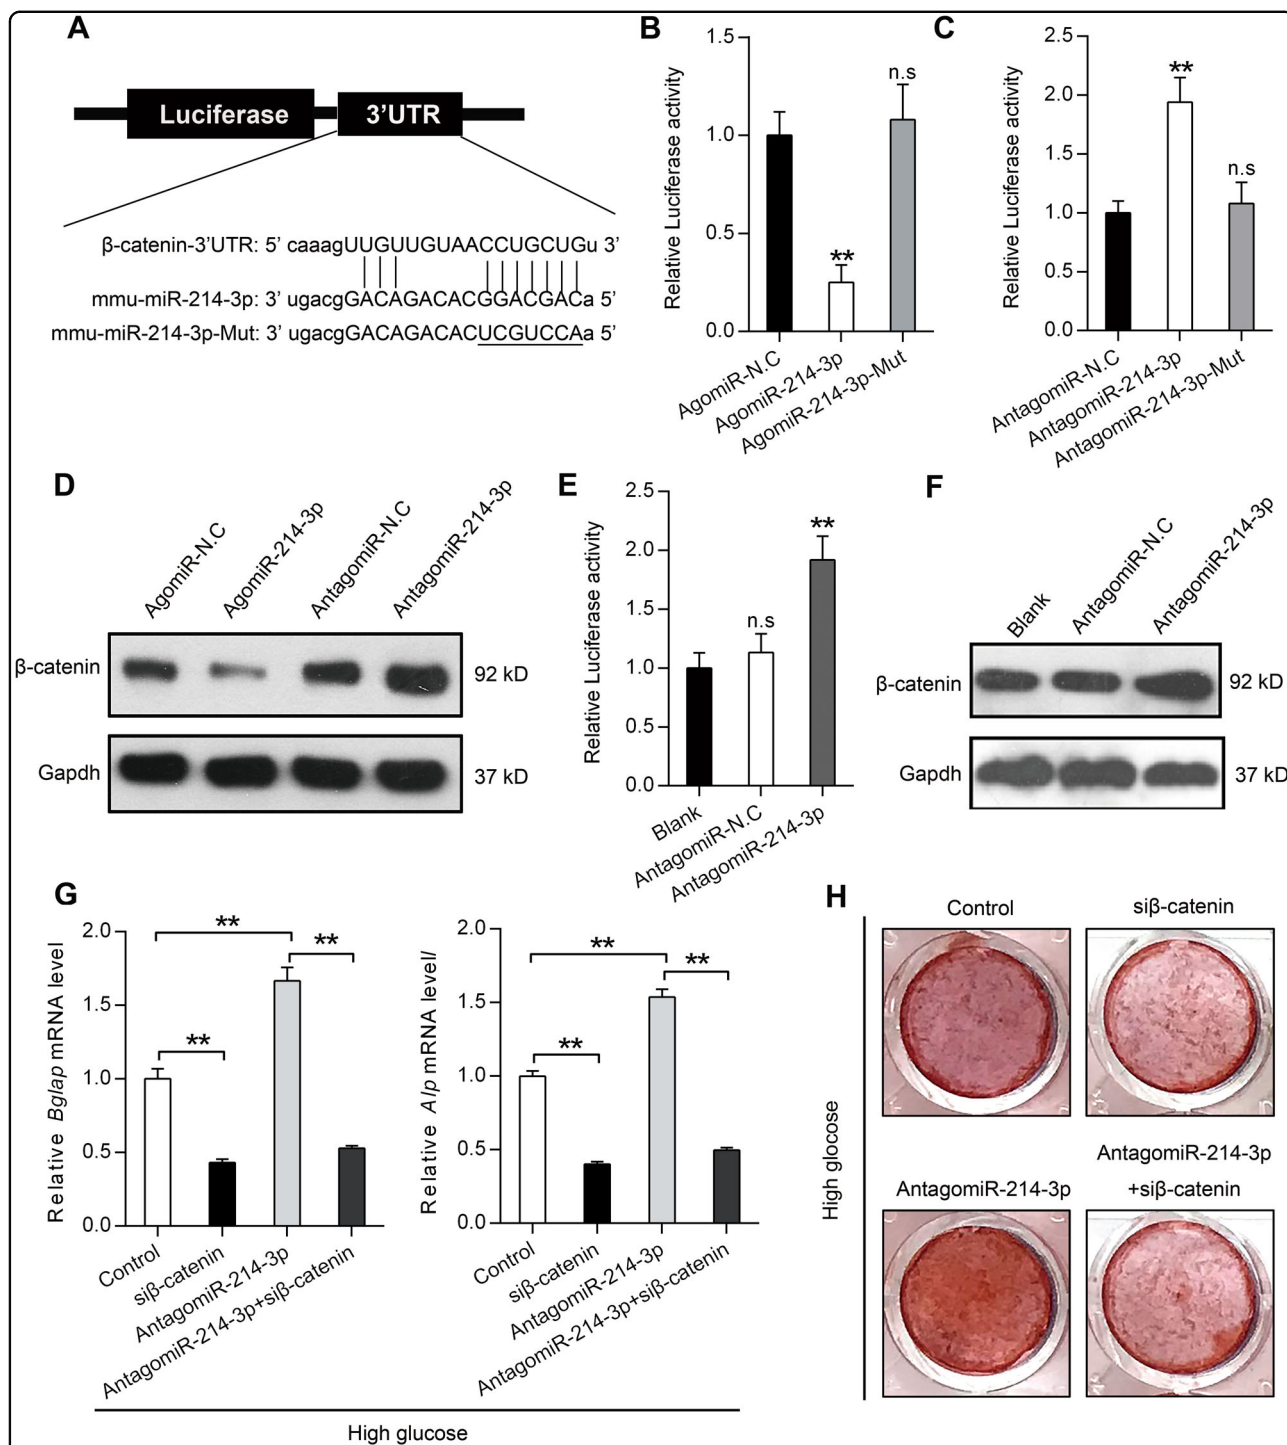 A
Luciferase
3'UTR
β-catenin-3'UTR: 5' caaagUUGUUGUAACCUGCUGu 3'
mmu-miR-214-3p: 3' ugacgGACAGACACGGACGACa 5'
mmu-miR-214-3p-Mut: 3' ugacgGACAGACACUCGUCCAa 5'
B
Relative Luciferase activity
1.5
1.0
0.5
0.0
**
n.s
AgomiR-N.C
AgomiR-214-3p
AgomiR-214-3p-Mut
C
Relative Luciferase activity
2.5
2.0
1.5
1.0
0.5
0.0
**
n.s
AntagomiR-N.C
AntagomiR-214-3p
AntagomiR-214-3p-Mut
D
AgomiR-N.C
AgomiR-214-3p
AntagomiR-N.C
AntagomiR-214-3p
β-catenin
92 kD
Gapdh
37 kD
E
Relative Luciferase activity
2.5
2.0
1.5
1.0
0.5
0.0
n.s
**
Blank
AntagomiR-N.C
AntagomiR-214-3p
F
Blank
AntagomiR-N.C
AntagomiR-214-3p
β-catenin
92 kD
Gapdh
37 kD
G
Relative Bglap mRNA level
2.0
1.5
1.0
0.5
0.0
**
**
**
Control
siβ-catenin
AntagomiR-214-3p
AntagomiR-214-3p+siβ-catenin
Relative Alp mRNA level/
2.0
1.5
1.0
0.5
0.0
**
**
**
Control
siβ-catenin
AntagomiR-214-3p
AntagomiR-214-3p+siβ-catenin
High glucose
H
High glucose
Control
siβ-catenin
AntagomiR-214-3p
AntagomiR-214-3p
+siβ-catenin